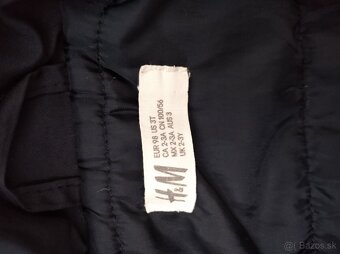 EUR 98 US 3T
CA 2-3A CN 100/56
MX 2-3A AUS 3
UK 2-3Y
H&M
Bazos.sk